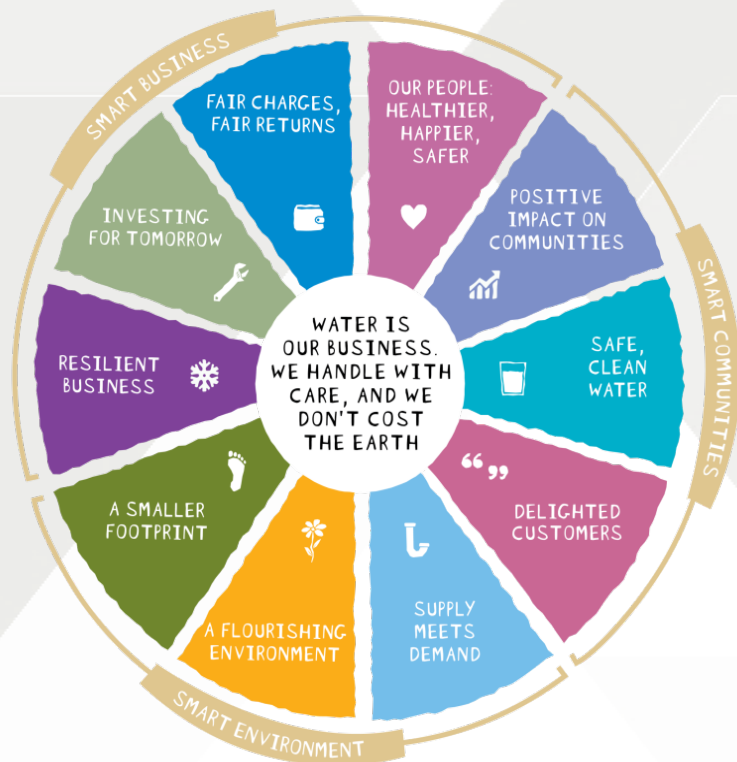 SMART BUSINESS
FAIR CHARGES,
FAIR RETURNS
OUR PEOPLE:
HEALTHIER,
HAPPIER,
SAFER
POSITIVE
IMPACT ON
COMMUNITIES
SMART COMMUNITIES
SAFE,
CLEAN
WATER
DELIGHTED
CUSTOMERS
SUPPLY
MEETS
DEMAND
SMART ENVIRONMENT
A FLOURISHING
ENVIRONMENT
A SMALLER
FOOTPRINT
RESILIENT
BUSINESS
INVESTING
FOR TOMORROW
WATER IS
OUR BUSINESS.
WE HANDLE WITH
CARE, AND WE
DON'T COST
THE EARTH